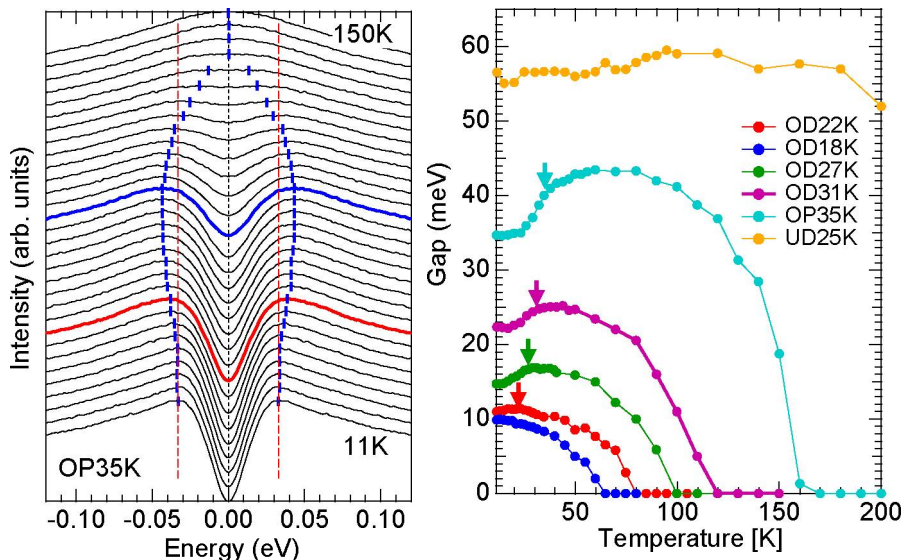 150K
11K
OP35K
Intensity (arb. units)
-0.10 -0.05 0.00 0.05 0.10
Energy (eV)
60
50
40
30
20
10
0
Gap (meV)
OD22K
OD18K
OD27K
OD31K
OP35K
UD25K
50 100 150 200
Temperature [K]